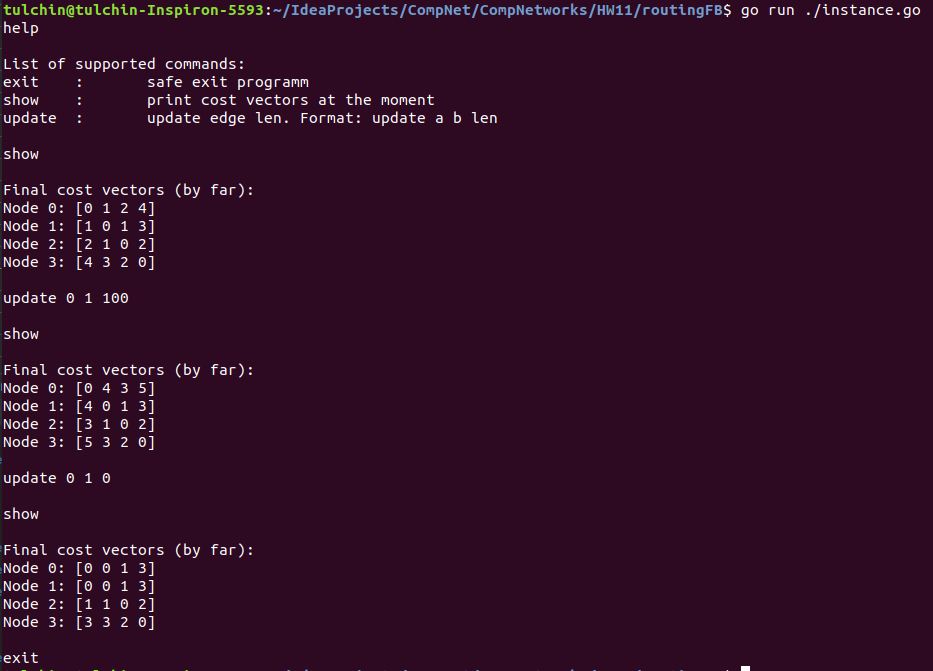 tulchin@tulchin-Inspiron-5593:~/IdeaProjects/CompNet/CompNetworks/HW11/routingFB$ go run ./instance.go
help
List of supported commands:
exit    :       safe exit programm
show    :       print cost vectors at the moment
update  :       update edge len. Format: update a b len
show
Final cost vectors (by far):
Node 0: [0 1 2 4]
Node 1: [1 0 1 3]
Node 2: [2 1 0 2]
Node 3: [4 3 2 0]
update 0 1 100
show
Final cost vectors (by far):
Node 0: [0 4 3 5]
Node 1: [4 0 1 3]
Node 2: [3 1 0 2]
Node 3: [5 3 2 0]
update 0 1 0
show
Final cost vectors (by far):
Node 0: [0 0 1 3]
Node 1: [0 0 1 3]
Node 2: [1 1 0 2]
Node 3: [3 3 2 0]
exit